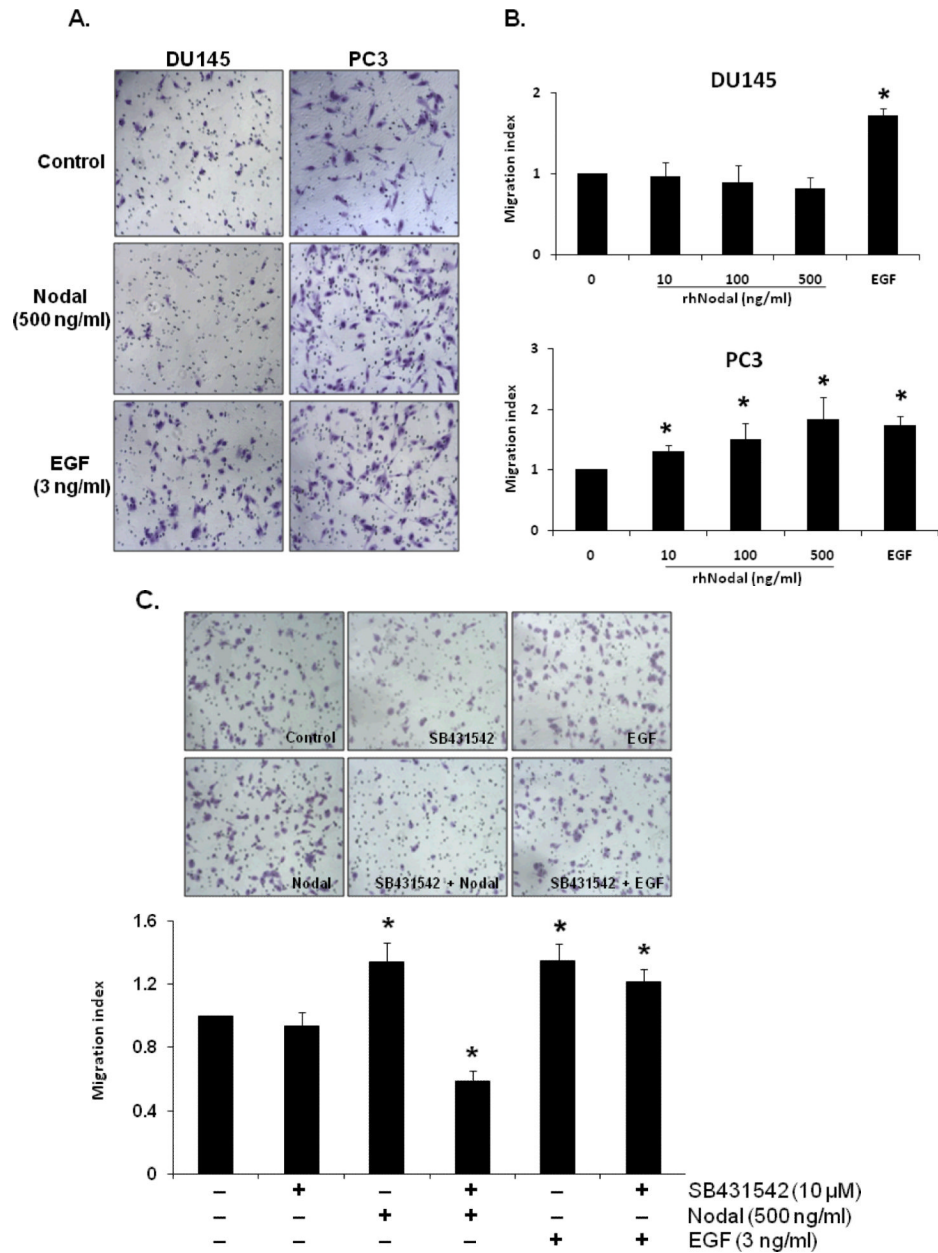 A.
DU145 PC3
Control
Nodal
(500 ng/ml)
EGF
(3 ng/ml)
B.
DU145
Migration index
2
1
0
*
0 10 100 500 EGF
rhNodal (ng/ml)
PC3
Migration index
3
2
1
0
* * * *
0 10 100 500 EGF
rhNodal (ng/ml)
C.
Control SB431542 EGF
Nodal SB431542 + Nodal SB431542 + EGF
Migration index
1.6
1.2
0.8
0.4
0
* * * *
– + – + – + SB431542 (10 µM)
– – + + – – Nodal (500 ng/ml)
– – – – + + EGF (3 ng/ml)